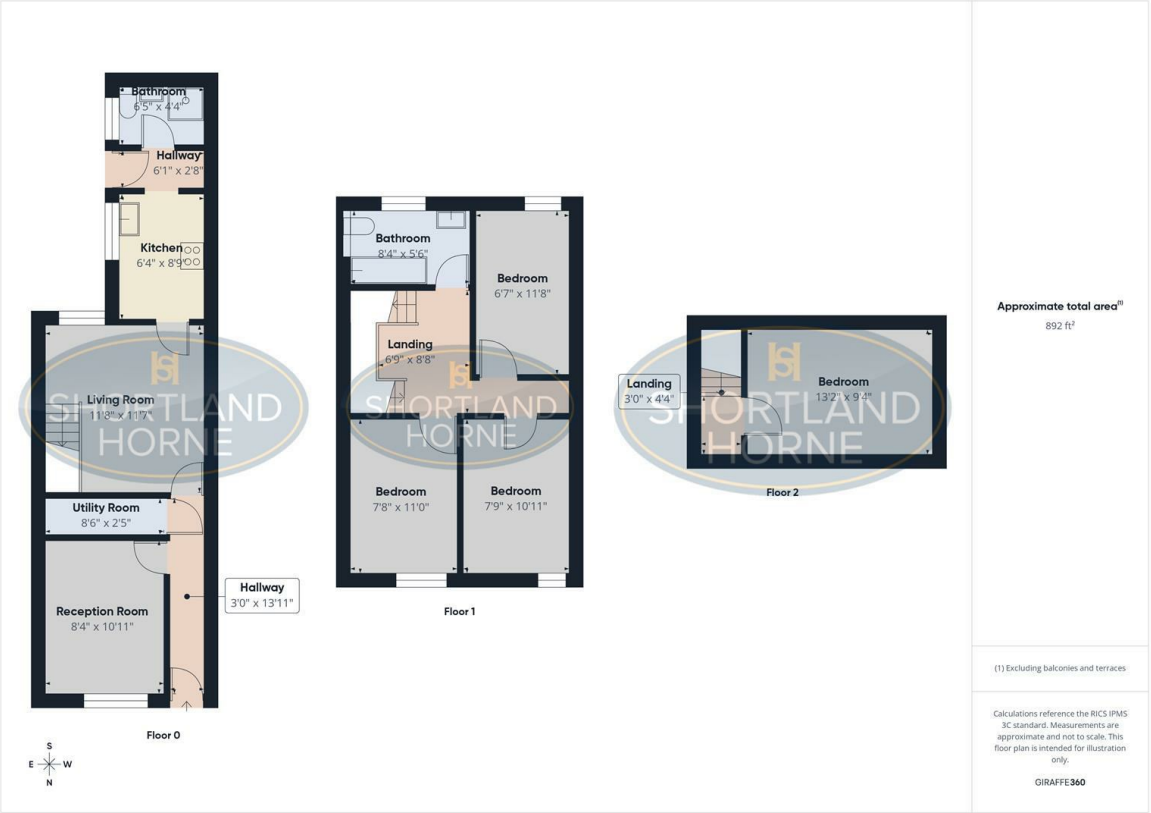 Bathroom
6'5" x 4'4"
Hallway
6'1" x 2'8"
Kitchen
6'4" x 8'9"
Living Room
11'8" x 11'7"
SHORTLAND
HORNE
Utility Room
8'6" x 2'5"
Hallway
3'0" x 13'11"
Reception Room
8'4" x 10'11"
Floor 0
S
E W
N
Bathroom
8'4" x 5'6"
Bedroom
6'7" x 11'8"
Landing
6'9" x 8'8"
SHORTLAND
HORNE
Bedroom
7'8" x 11'0"
Bedroom
7'9" x 10'11"
Floor 1
Landing
3'0" x 4'4"
Bedroom
13'2" x 9'4"
SHORTLAND
HORNE
Floor 2
Approximate total area(1)
892 ft²
(1) Excluding balconies and terraces
Calculations reference the RICS IPMS
3C standard. Measurements are
approximate and not to scale. This
floor plan is intended for illustration
only.
GIRAFFE360